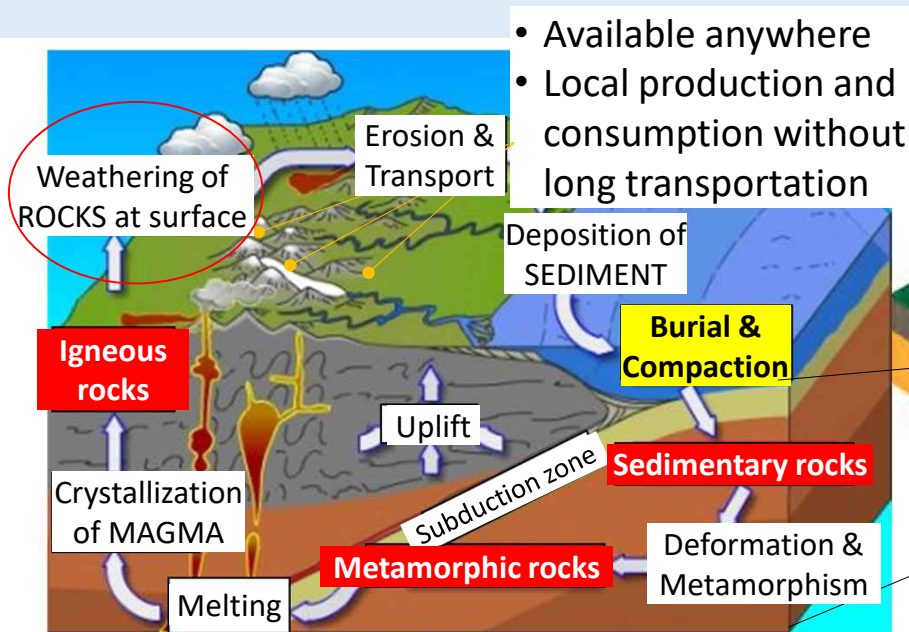 • Available anywhere
• Local production and
consumption without
long transportation
Erosion &
Transport
Weathering of
ROCKS at surface
Deposition of
SEDIMENT
Burial &
Compaction
Igneous
rocks
Uplift
Subduction zone
Sedimentary rocks
Crystallization
of MAGMA
Deformation &
Metamorphism
Metamorphic rocks
Melting